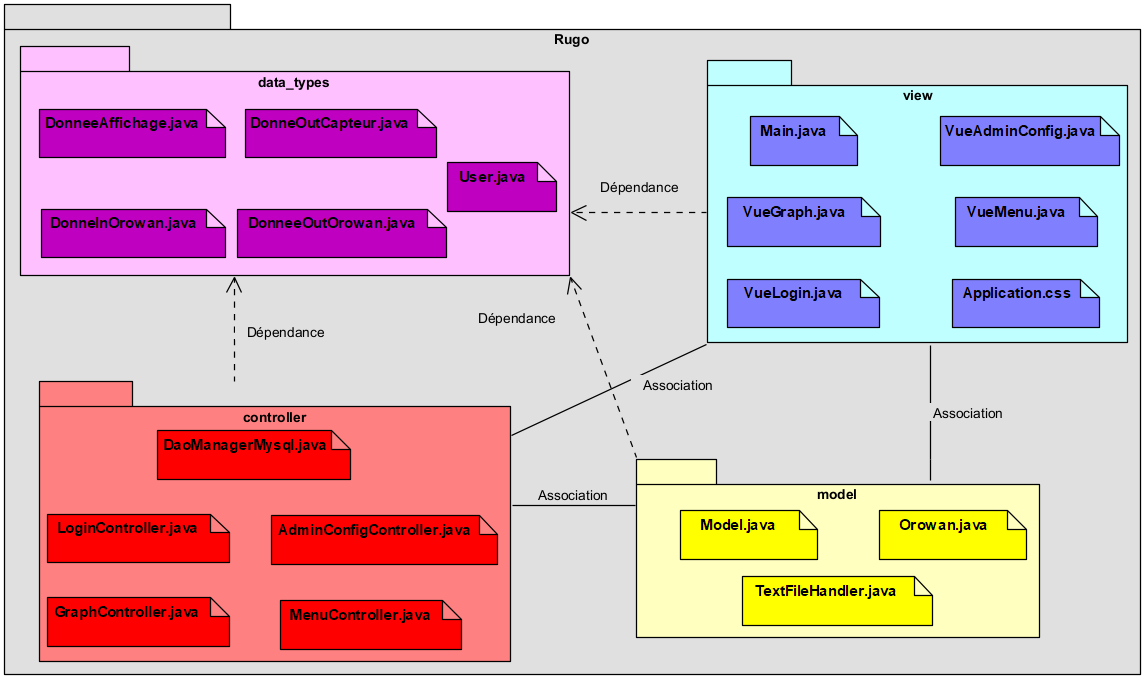 Rugo
data_types
DonneeAffichage.java
DonneOutCapteur.java
User.java
DonneInOrowan.java
DonneeOutOrowan.java
view
Main.java
VueAdminConfig.java
VueGraph.java
VueMenu.java
VueLogin.java
Application.css
Dépendance
Dépendance
Dépendance
Association
Association
Association
controller
DaoManagerMysql.java
LoginController.java
AdminConfigController.java
GraphController.java
MenuController.java
model
Model.java
Orowan.java
TextFileHandler.java